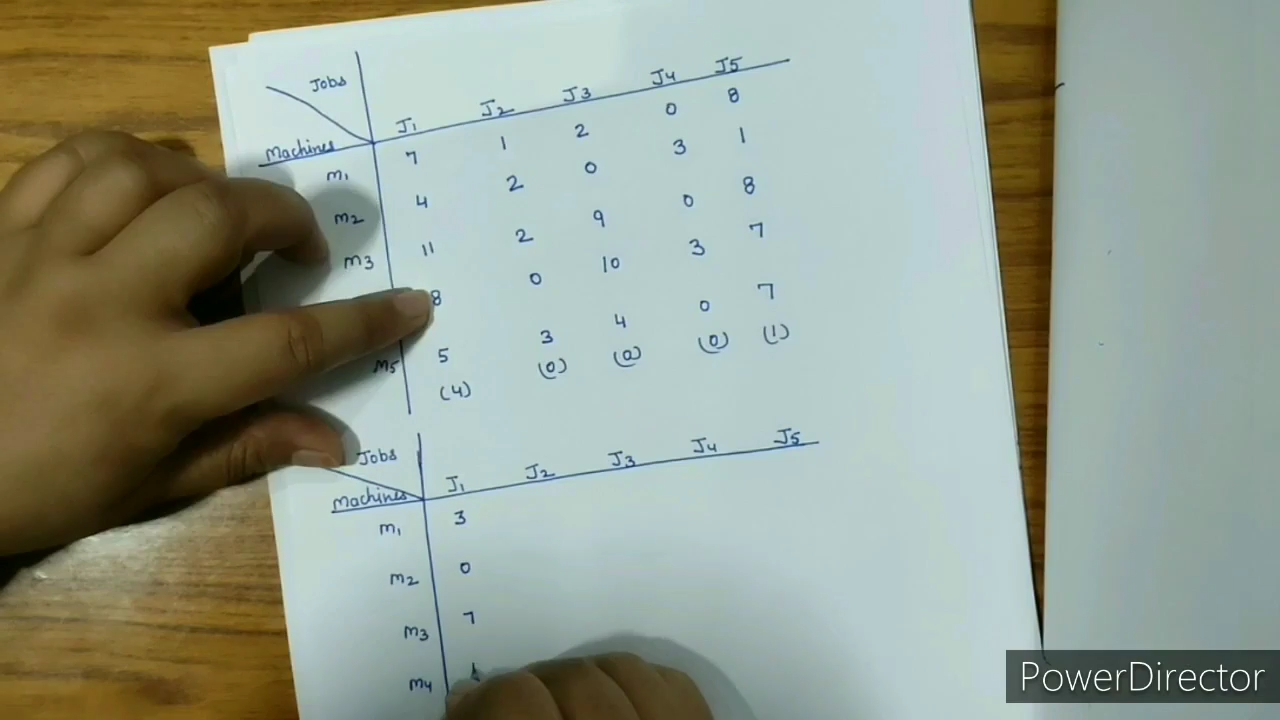 Jobs
J1 J2 J3 J4 J5
Machines
m1 7 1 2 0 8
m2 4 2 0 3 1
m3 11 2 9 0 8
8 0 10 3 7
m5 5 3 4 0 7
(4) (0) (0) (0) (1)
Jobs
J1 J2 J3 J4 J5
Machines
m1 3
m2 0
m3 7
m4
PowerDirector